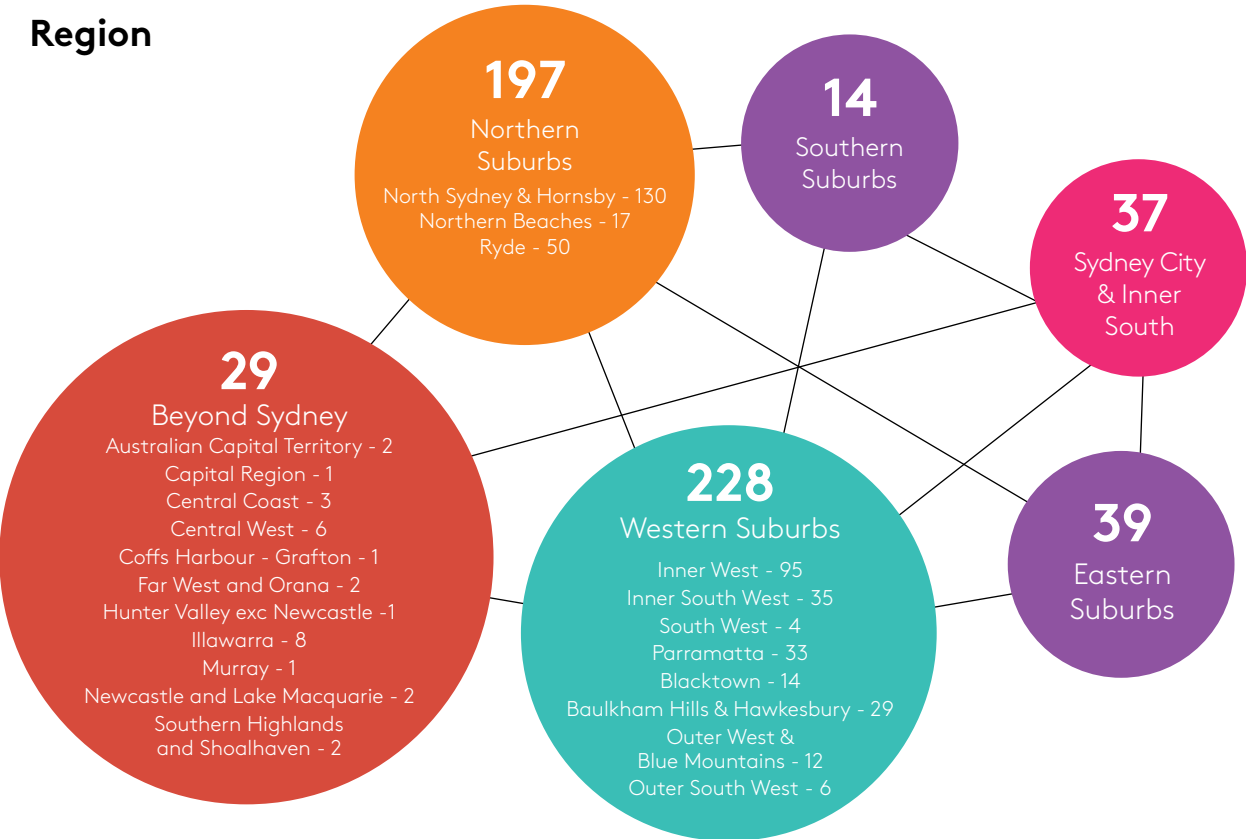 Region
197
Northern
Suburbs
North Sydney & Hornsby - 130
Northern Beaches - 17
Ryde - 50
14
Southern
Suburbs
37
Sydney City
& Inner
South
29
Beyond Sydney
Australian Capital Territory - 2
Capital Region - 1
Central Coast - 3
Central West - 6
Coffs Harbour - Grafton - 1
Far West and Orana - 2
Hunter Valley exc Newcastle -1
Illawarra - 8
Murray - 1
Newcastle and Lake Macquarie - 2
Southern Highlands
and Shoalhaven - 2
228
Western Suburbs
Inner West - 95
Inner South West - 35
South West - 4
Parramatta - 33
Blacktown - 14
Baulkham Hills & Hawkesbury - 29
Outer West &
Blue Mountains - 12
Outer South West - 6
39
Eastern
Suburbs